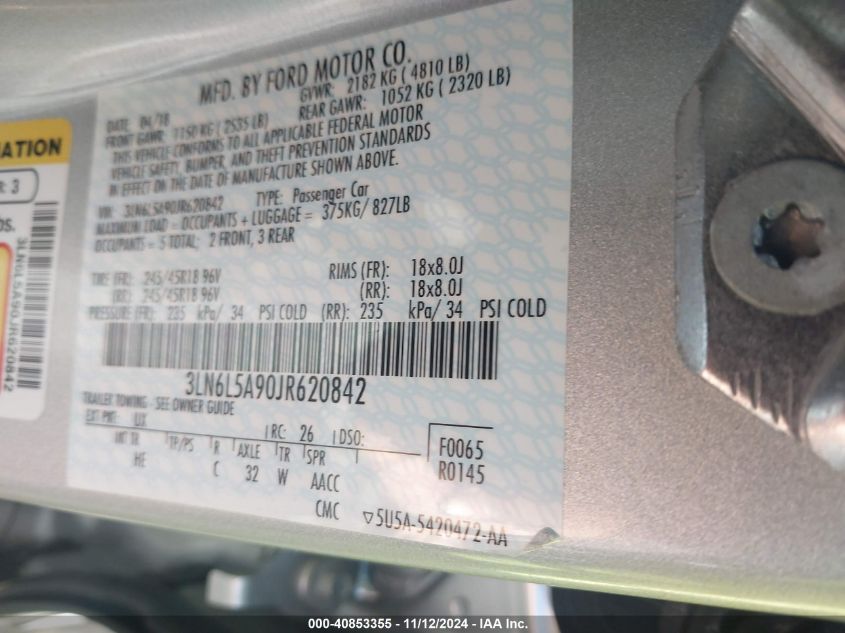 MFD. BY FORD MOTOR CO.
DATE 04/18 GVWR: 2182 KG ( 4810 LB)
FRONT GAWR: 1150 KG ( 2535 LB) REAR GAWR: 1052 KG ( 2320 LB)
THIS VEHICLE CONFORMS TO ALL APPLICABLE FEDERAL MOTOR
VEHICLE SAFETY, BUMPER, AND THEFT PREVENTION STANDARDS
IN EFFECT ON THE DATE OF MANUFACTURE SHOWN ABOVE.
VIN: 3LN6L5A90JR620842 TYPE: Passenger Car
MAXIMUM LOAD = OCCUPANTS + LUGGAGE = 375KG/ 827LB
OCCUPANTS = 5 TOTAL: 2 FRONT, 3 REAR
TIRE (FR): 245/45R18 96V RIMS (FR): 18x8.0J
(RR): 245/45R18 96V (RR): 18x8.0J
PRESSURE (FR): 235 kPa/ 34 PSI COLD (RR): 235 kPa/ 34 PSI COLD
3LN6L5A90JR620842
TRAILER TOWING - SEE OWNER GUIDE
EXT PNT: UX RC: 26 DSO: F0065
INT TR TP/PS R AXLE TR SPR R0145
HE C 32 W AACC
CMC ▽5U5A-5420472-AA
MATION
R: 3
3LN6L5A90JR620842
000-40853355 - 11/12/2024 - IAA Inc.